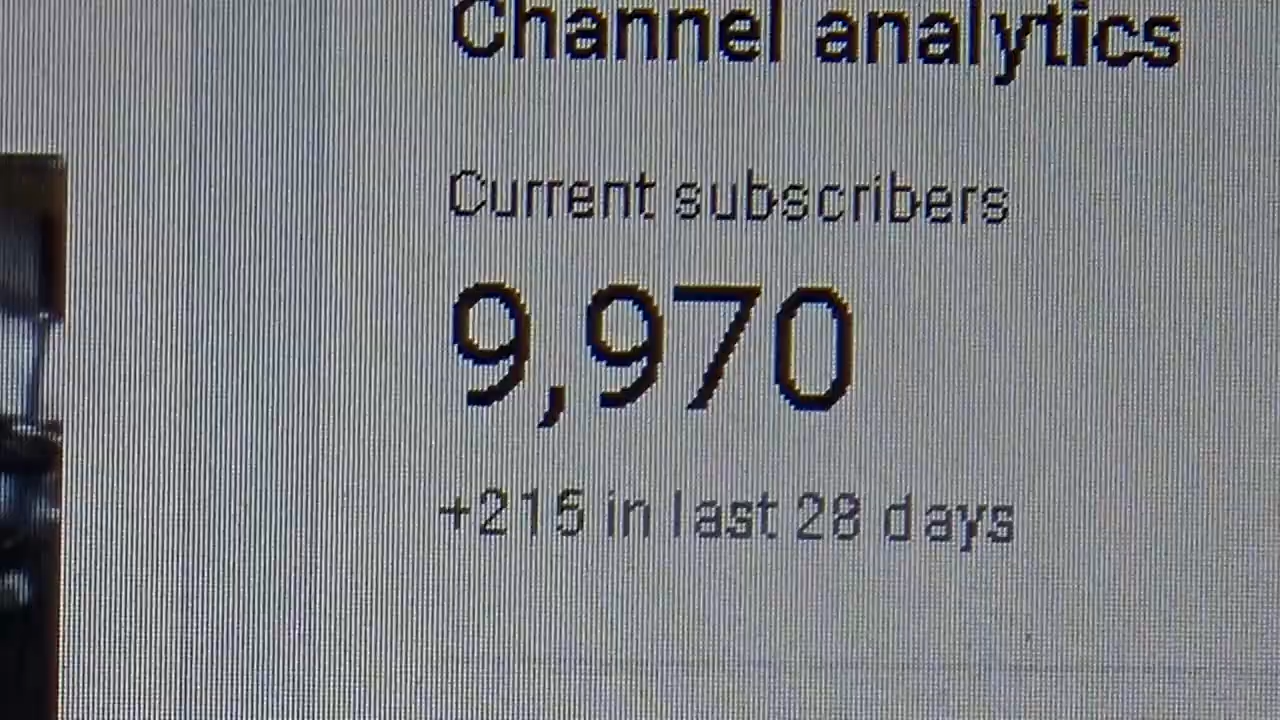 Channel analytics
Current subscribers
9,970
+215 in last 28 days